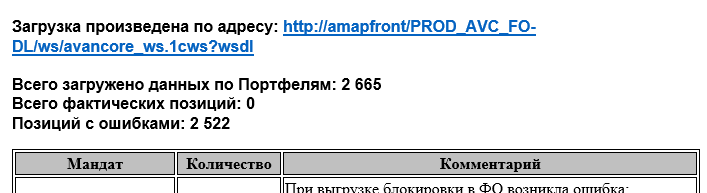 Загрузка произведена по адресу: http://amapfront/PROD_AVC_FO-
DL/ws/avancore_ws.1cws?wsdl
Всего загружено данных по Портфелям: 2 665
Всего фактических позиций: 0
Позиций с ошибками: 2 522
Мандат Количество Комментарий
При выгрузке блокировки в ФО возникла ошибка: